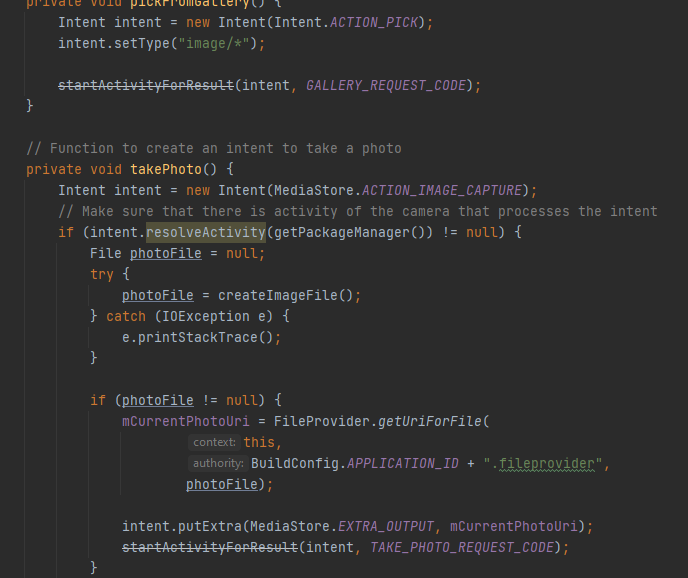 private void pickFromGallery() {
    Intent intent = new Intent(Intent.ACTION_PICK);
    intent.setType("image/*");

    startActivityForResult(intent, GALLERY_REQUEST_CODE);
}

// Function to create an intent to take a photo
private void takePhoto() {
    Intent intent = new Intent(MediaStore.ACTION_IMAGE_CAPTURE);
    // Make sure that there is activity of the camera that processes the intent
    if (intent.resolveActivity(getPackageManager()) != null) {
        File photoFile = null;
        try {
            photoFile = createImageFile();
        } catch (IOException e) {
            e.printStackTrace();
        }

        if (photoFile != null) {
            mCurrentPhotoUri = FileProvider.getUriForFile(
                    context: this,
                    authority: BuildConfig.APPLICATION_ID + ".fileprovider",
                    photoFile);

            intent.putExtra(MediaStore.EXTRA_OUTPUT, mCurrentPhotoUri);
            startActivityForResult(intent, TAKE_PHOTO_REQUEST_CODE);
        }